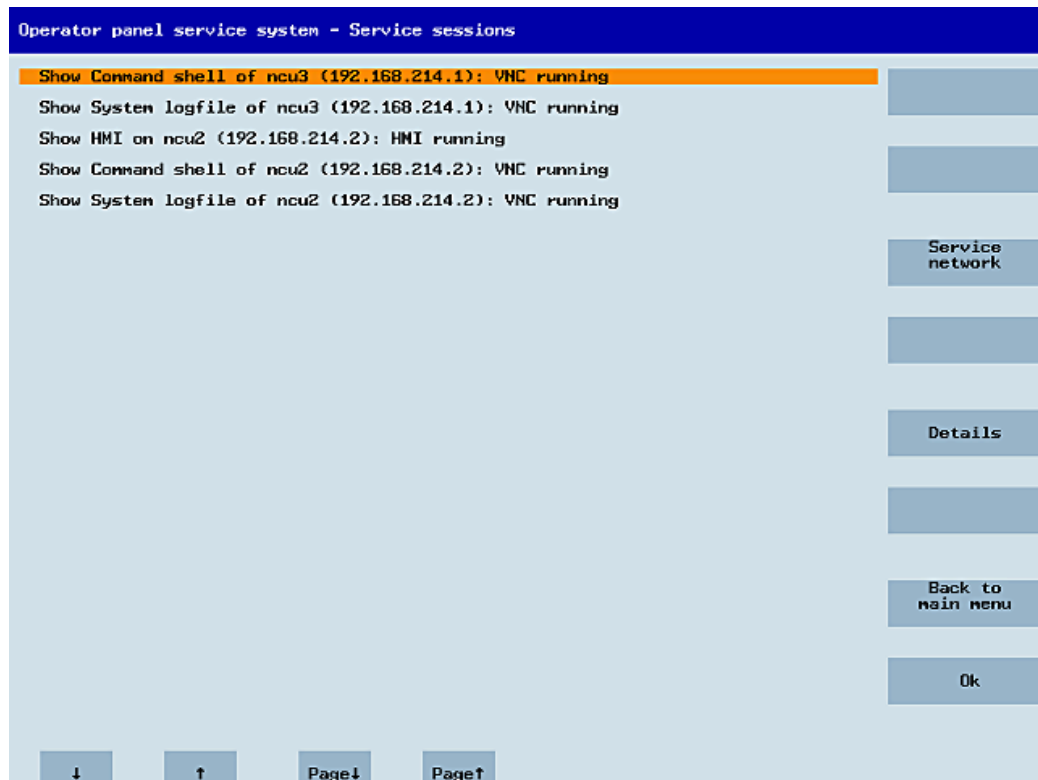 Operator panel service system - Service sessions
Show Command shell of ncu3 (192.168.214.1): VNC running
Show System logfile of ncu3 (192.168.214.1): VNC running
Show HMI on ncu2 (192.168.214.2): HMI running
Show Command shell of ncu2 (192.168.214.2): VNC running
Show System logfile of ncu2 (192.168.214.2): VNC running
Service
network
Details
Back to
main menu
Ok
↓ ↑ Page↓ Page↑